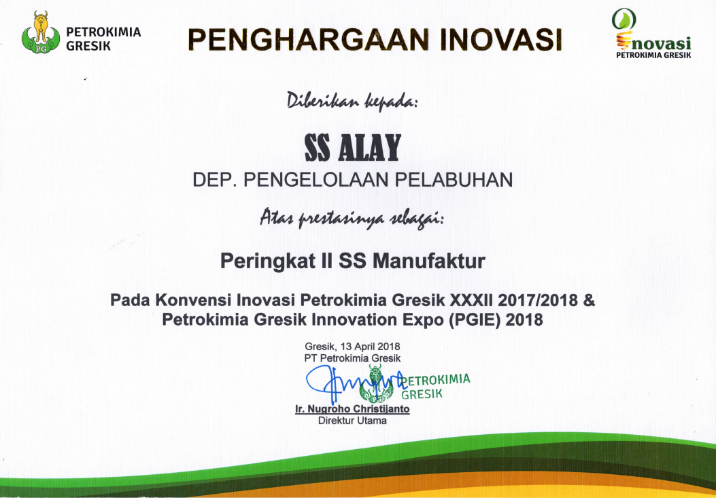 PETROKIMIA
GRESIK
PG
PENGHARGAAN INOVASI
novasi
PETROKIMIA GRESIK
Diberikan kepada:
SS ALAY
DEP. PENGELOLAAN PELABUHAN
Atas prestasinya sebagai:
Peringkat II SS Manufaktur
Pada Konvensi Inovasi Petrokimia Gresik XXXII 2017/2018 &
Petrokimia Gresik Innovation Expo (PGIE) 2018
Gresik, 13 April 2018
PT Petrokimia Gresik
PETROKIMIA
GRESIK
Ir. Nugroho Christijanto
Direktur Utama